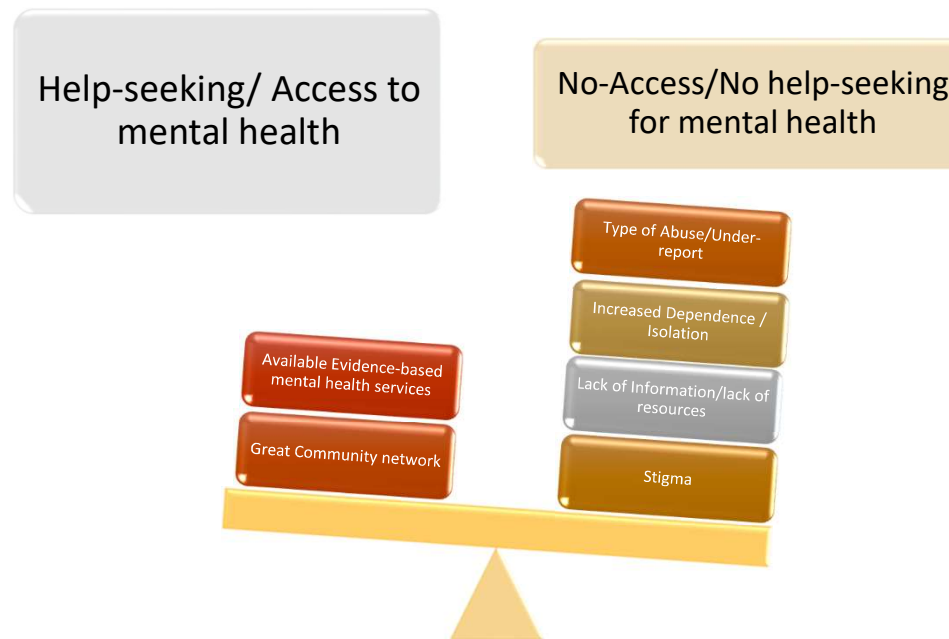 Help-seeking/ Access to
mental health
No-Access/No help-seeking
for mental health
Type of Abuse/Under-
report
Increased Dependence /
Isolation
Lack of Information/lack of
resources
Stigma
Available Evidence-based
mental health services
Great Community network